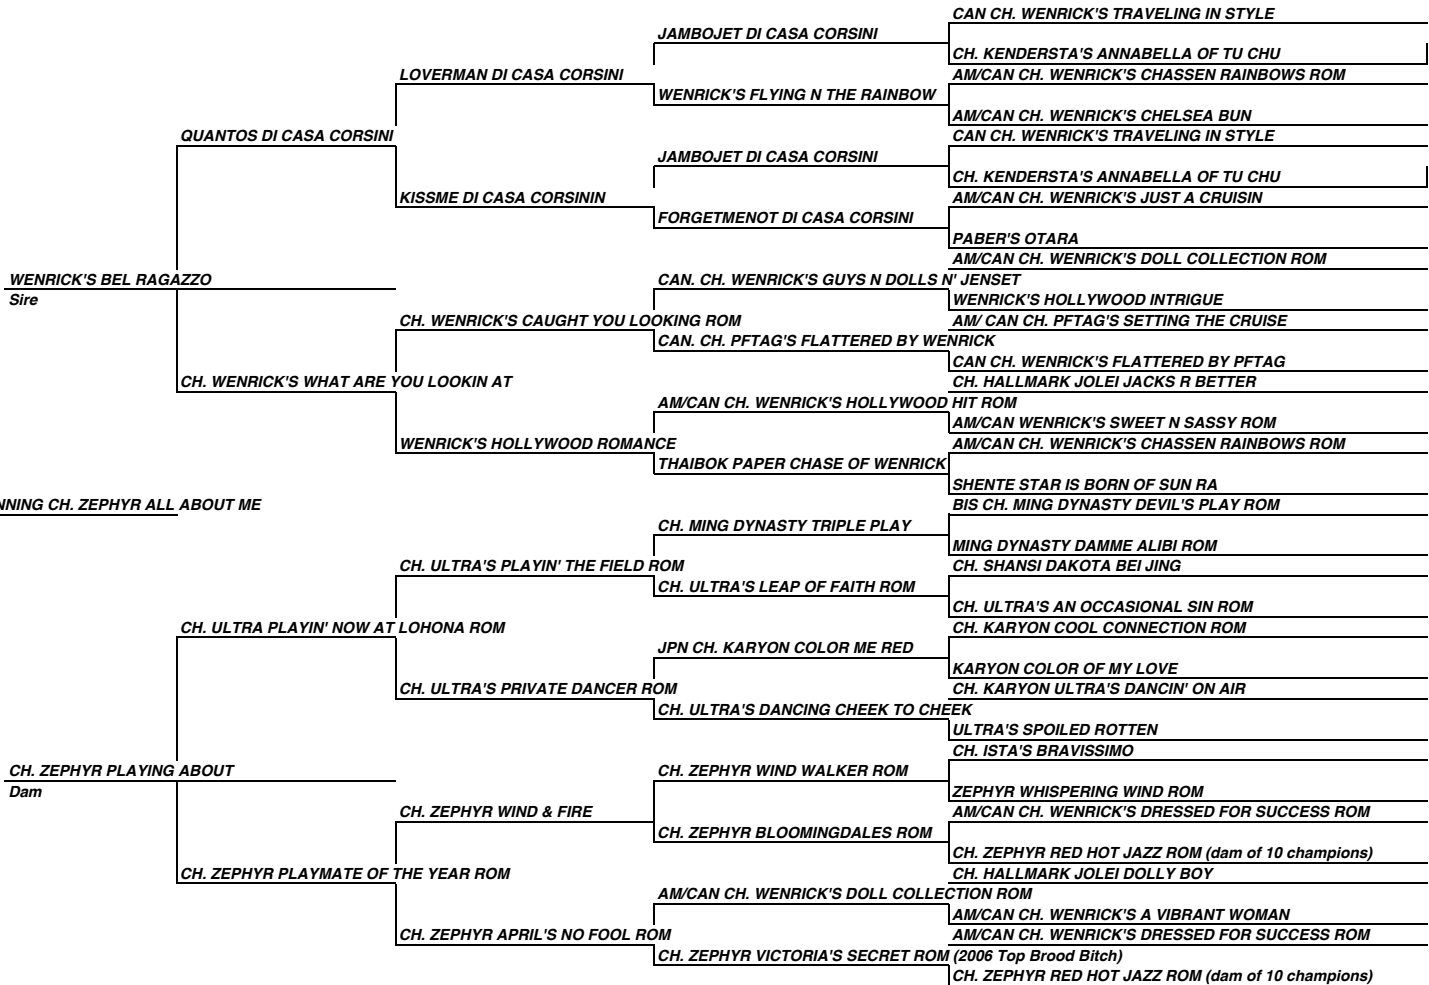 CAN CH. WENRICK'S TRAVELING IN STYLE
JAMBOJET DI CASA CORSINI
CH. KENDERSTA'S ANNABELLA OF TU CHU
LOVERMAN DI CASA CORSINI
AM/CAN CH. WENRICK'S CHASSEN RAINBOWS ROM
WENRICK'S FLYING N THE RAINBOW
AM/CAN CH. WENRICK'S CHELSEA BUN
QUANTOS DI CASA CORSINI
CAN CH. WENRICK'S TRAVELING IN STYLE
JAMBOJET DI CASA CORSINI
CH. KENDERSTA'S ANNABELLA OF TU CHU
KISSME DI CASA CORSININ
AM/CAN CH. WENRICK'S JUST A CRUISIN
FORGETMENOT DI CASA CORSINI
PABER'S OTARA
AM/CAN CH. WENRICK'S DOLL COLLECTION ROM
WENRICK'S BEL RAGAZZO
CAN. CH. WENRICK'S GUYS N DOLLS N' JENSET
Sire
WENRICK'S HOLLYWOOD INTRIGUE
CH. WENRICK'S CAUGHT YOU LOOKING ROM
AM/ CAN CH. PFTAG'S SETTING THE CRUISE
CAN. CH. PFTAG'S FLATTERED BY WENRICK
CAN CH. WENRICK'S FLATTERED BY PFTAG
CH. WENRICK'S WHAT ARE YOU LOOKIN AT
CH. HALLMARK JOLEI JACKS R BETTER
AM/CAN CH. WENRICK'S HOLLYWOOD HIT ROM
AM/CAN WENRICK'S SWEET N SASSY ROM
WENRICK'S HOLLYWOOD ROMANCE
AM/CAN CH. WENRICK'S CHASSEN RAINBOWS ROM
THAIBOK PAPER CHASE OF WENRICK
SHENTE STAR IS BORN OF SUN RA
NNING CH. ZEPHYR ALL ABOUT ME
BIS CH. MING DYNASTY DEVIL'S PLAY ROM
CH. MING DYNASTY TRIPLE PLAY
MING DYNASTY DAMME ALIBI ROM
CH. ULTRA'S PLAYIN' THE FIELD ROM
CH. SHANSI DAKOTA BEI JING
CH. ULTRA'S LEAP OF FAITH ROM
CH. ULTRA'S AN OCCASIONAL SIN ROM
CH. ULTRA PLAYIN' NOW AT LOHONA ROM
CH. KARYON COOL CONNECTION ROM
JPN CH. KARYON COLOR ME RED
KARYON COLOR OF MY LOVE
CH. ULTRA'S PRIVATE DANCER ROM
CH. KARYON ULTRA'S DANCIN' ON AIR
CH. ULTRA'S DANCING CHEEK TO CHEEK
ULTRA'S SPOILED ROTTEN
CH. ISTA'S BRAVISSIMO
CH. ZEPHYR PLAYING ABOUT
CH. ZEPHYR WIND WALKER ROM
Dam
ZEPHYR WHISPERING WIND ROM
CH. ZEPHYR WIND & FIRE
AM/CAN CH. WENRICK'S DRESSED FOR SUCCESS ROM
CH. ZEPHYR BLOOMINGDALES ROM
CH. ZEPHYR RED HOT JAZZ ROM (dam of 10 champions)
CH. ZEPHYR PLAYMATE OF THE YEAR ROM
CH. HALLMARK JOLEI DOLLY BOY
AM/CAN CH. WENRICK'S DOLL COLLECTION ROM
AM/CAN CH. WENRICK'S A VIBRANT WOMAN
CH. ZEPHYR APRIL'S NO FOOL ROM
AM/CAN CH. WENRICK'S DRESSED FOR SUCCESS ROM
CH. ZEPHYR VICTORIA'S SECRET ROM (2006 Top Brood Bitch)
CH. ZEPHYR RED HOT JAZZ ROM (dam of 10 champions)